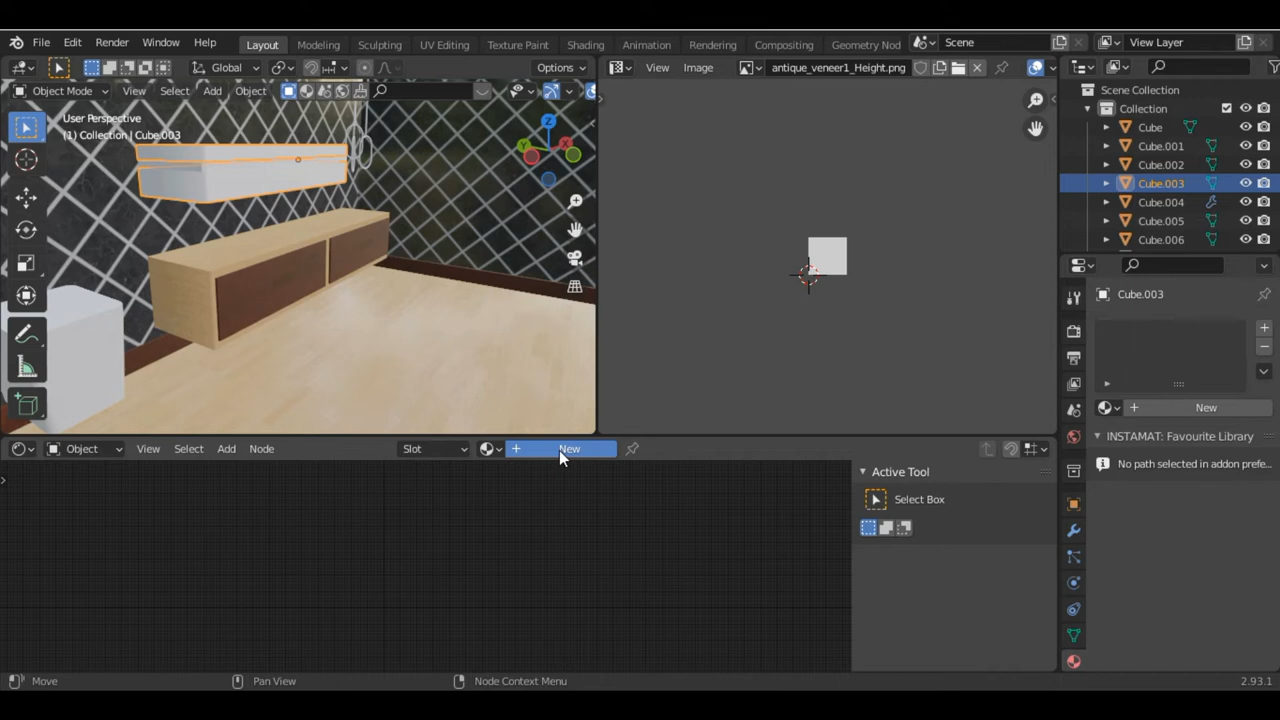 File Edit Render Window Help Layout Modeling Sculpting UV Editing Texture Paint Shading Animation Rendering Compositing Geometry Nod Scene View Layer
Global Options View Image antique_veneer1_Height.png
Object Mode View Select Add Object
Scene Collection
Collection
User Perspective
(1) Collection | Cube.003
Cube
Cube.001
Cube.002
Cube.003
Cube.004
Cube.005
Cube.006
Z
Y
X
Cube.003
New
INSTAMAT: Favourite Library
No path selected in addon prefe...
Object View Select Add Node Slot New
Active Tool
Select Box
Move Pan View Node Context Menu 2.93.1